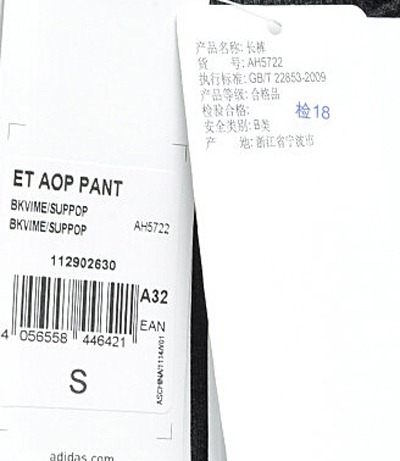 产品名称: 长裤
货 号: AH5722
执行标准: GB/T 22853-2009
产品等级: 合格品
检验合格: 检18
安全类别: B类
产 地: 浙江省宁波市
ET AOP PANT
BKVIME/SUPPOP
BKVIME/SUPPOP AH5722
112902630
A32
EAN
4 056558 446421
S
adidas.com